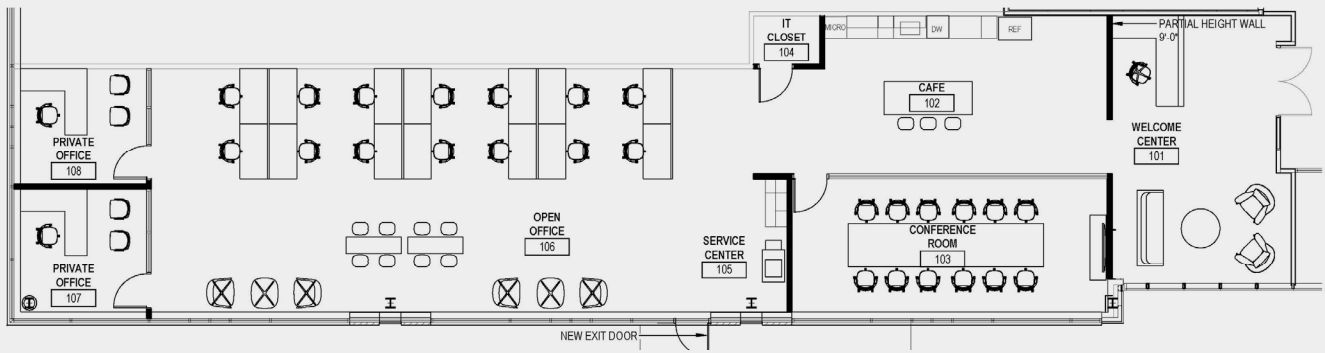 IT
CLOSET
104
MICRO
DW
REF
PARTIAL HEIGHT WALL
9'-0"
CAFE
102
WELCOME
CENTER
101
PRIVATE
OFFICE
108
OPEN
OFFICE
106
SERVICE
CENTER
105
CONFERENCE
ROOM
103
PRIVATE
OFFICE
107
NEW EXIT DOOR